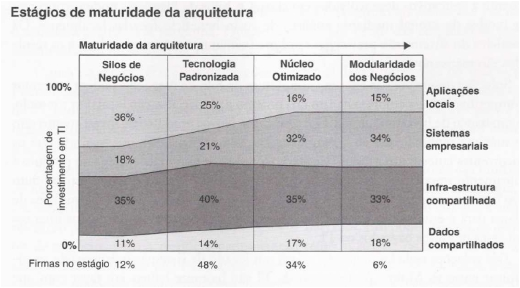 Estágios de maturidade da arquitetura
Maturidade da arquitetura
Silos de Negócios
Tecnologia Padronizada
Núcleo Otimizado
Modularidade dos Negócios
100%
36%
25%
16%
15%
Aplicações locais
18%
21%
32%
34%
Sistemas empresariais
Porcentagem de investimento em TI
35%
40%
35%
33%
Infra-estrutura compartilhada
0%
11%
14%
17%
18%
Dados compartilhados
Firmas no estágio 12% 48% 34% 6%